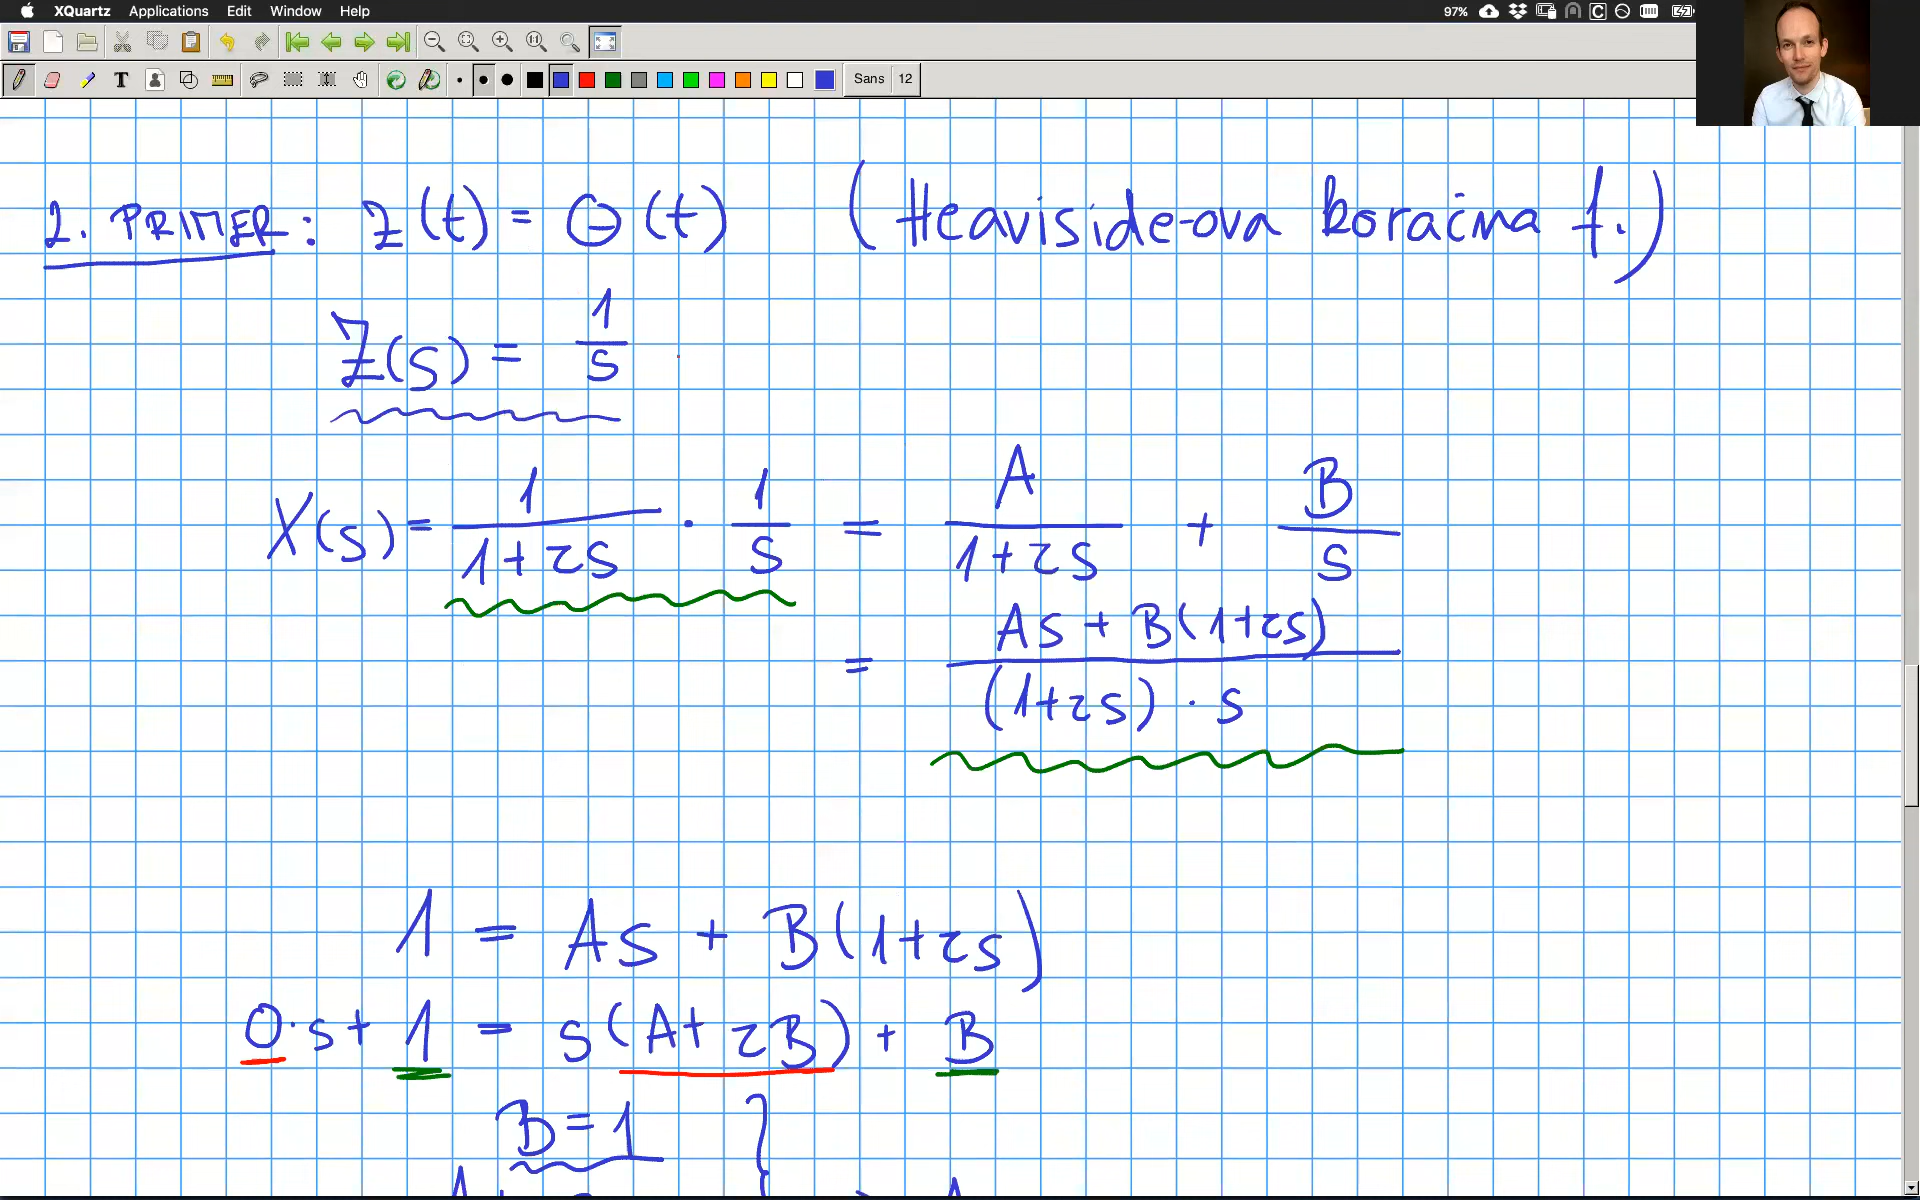 XQuartz Applications Edit Window Help 97%
Sans 12
2. PRIMER: z(t) = Θ(t) (Heaviside-ova koračna f.)
Z(s) = 1/s
X(s) = 1/(1+τs) · 1/s = A/(1+τs) + B/s
= (As + B(1+τs))/((1+τs) · s)
1 = As + B(1+τs)
0·s + 1 = s(A + τB) + B
B = 1 }